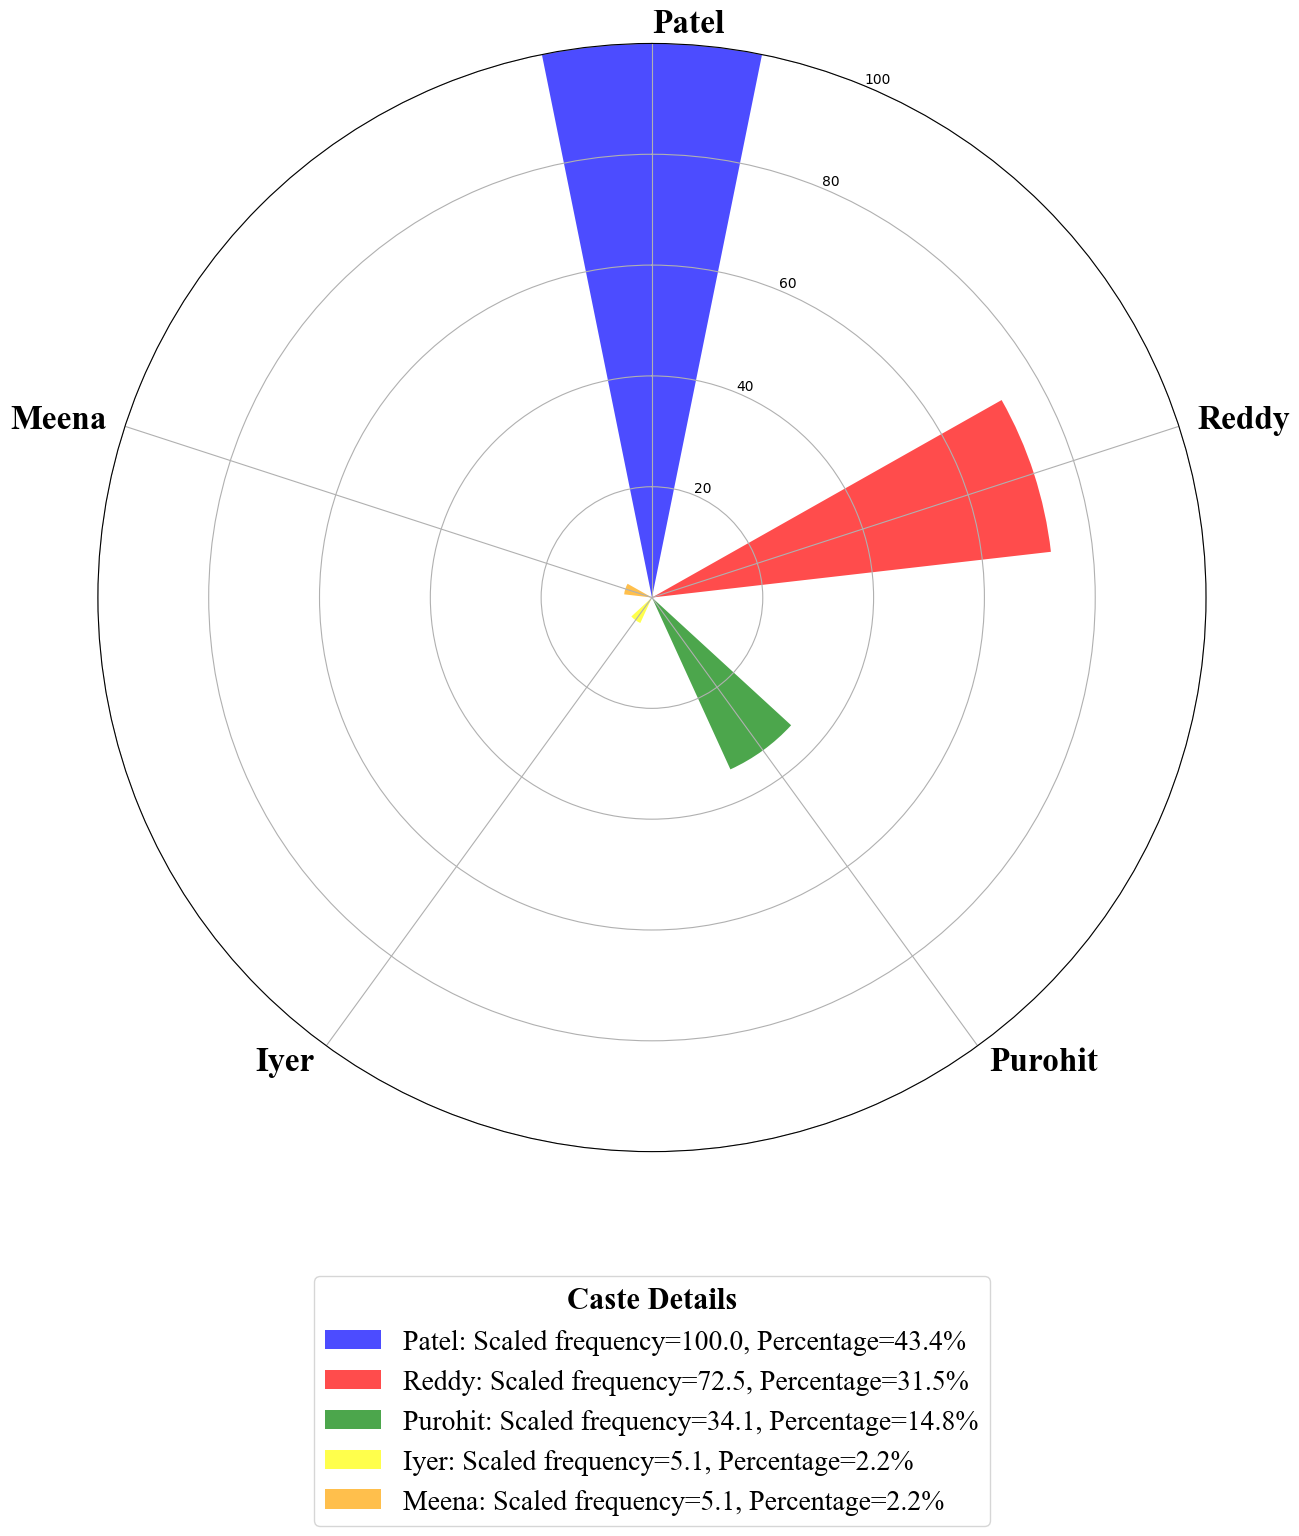 Patel
100
80
60
40
20
Meena
Reddy
Iyer
Purohit
Caste Details
Patel: Scaled frequency=100.0, Percentage=43.4%
Reddy: Scaled frequency=72.5, Percentage=31.5%
Purohit: Scaled frequency=34.1, Percentage=14.8%
Iyer: Scaled frequency=5.1, Percentage=2.2%
Meena: Scaled frequency=5.1, Percentage=2.2%